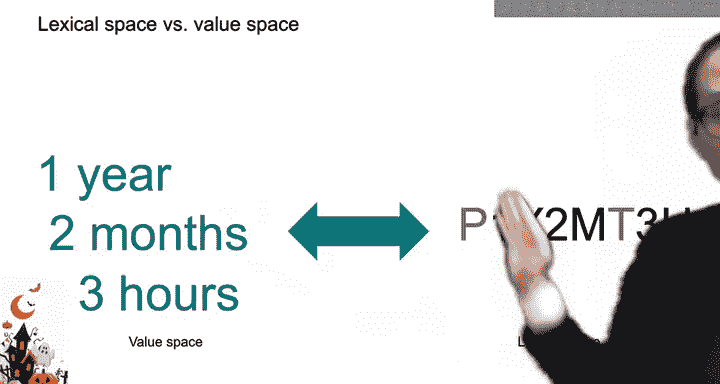 Lexical space vs. value space
1 year
2 months
3 hours
Value space